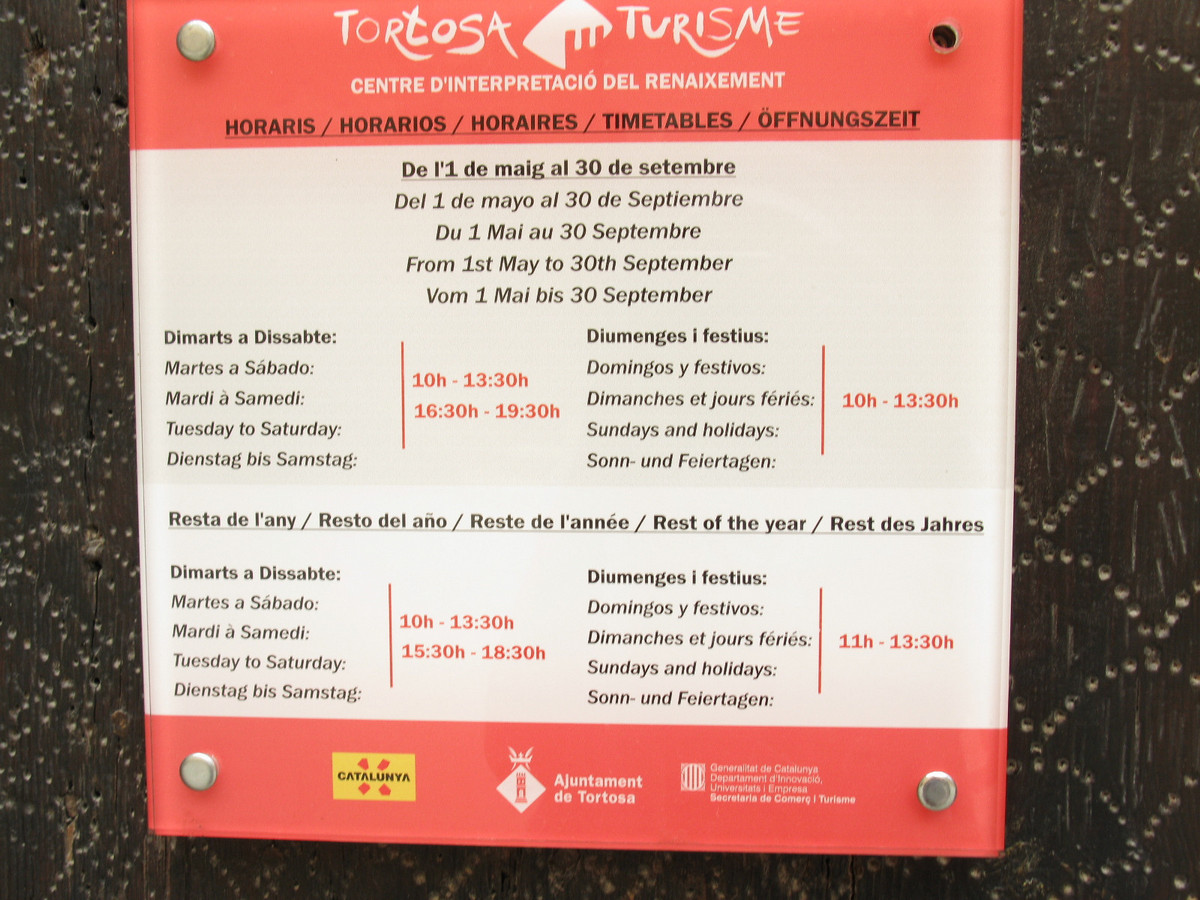 TORTOSA TURISME
CENTRE D'INTERPRETACIÓ DEL RENAIXEMENT
HORARIS / HORARIOS / HORAIRES / TIMETABLES / ÖFFNUNGSZEIT
De l'1 de maig al 30 de setembre
Del 1 de mayo al 30 de Septiembre
Du 1 Mai au 30 Septembre
From 1st May to 30th September
Vom 1 Mai bis 30 September
Dimarts a Dissabte:
Martes a Sábado:
Mardi à Samedi:
Tuesday to Saturday:
Dienstag bis Samstag:
10h - 13:30h
16:30h - 19:30h
Diumenges i festius:
Domingos y festivos:
Dimanches et jours fériés:
Sundays and holidays:
Sonn- und Feiertagen:
10h - 13:30h
Resta de l'any / Resto del año / Reste de l'année / Rest of the year / Rest des Jahres
Dimarts a Dissabte:
Martes a Sábado:
Mardi à Samedi:
Tuesday to Saturday:
Dienstag bis Samstag:
10h - 13:30h
15:30h - 18:30h
Diumenges i festius:
Domingos y festivos:
Dimanches et jours fériés:
Sundays and holidays:
Sonn- und Feiertagen:
11h - 13:30h
CATALUNYA
Ajuntament
de Tortosa
Generalitat de Catalunya
Departament d'Innovació,
Universitats i Empresa
Secretaria de Comerç i Turisme